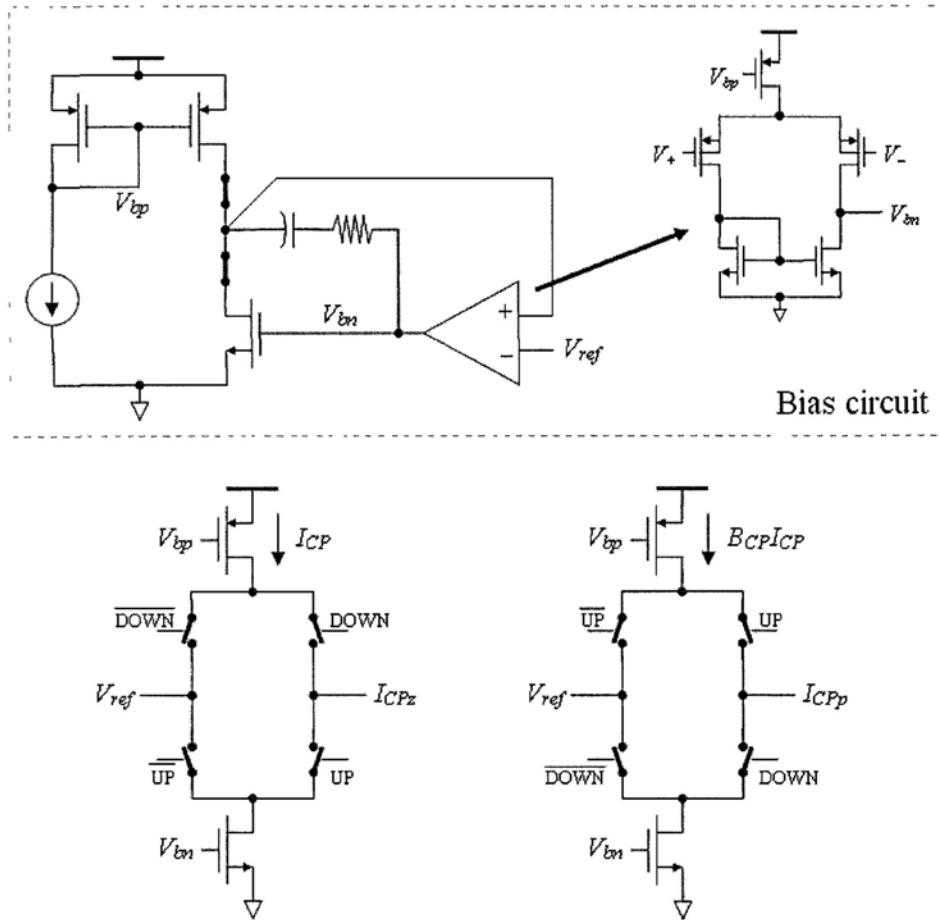 V_bp
V_bn
+
−
V_ref
V_bp
V_+
V_−
V_bn
Bias circuit
V_bp
I_CP
DOWN
DOWN
V_ref
I_CPz
UP
UP
V_bn
V_bp
B_CP I_CP
UP
UP
V_ref
I_CPp
DOWN
DOWN
V_bn